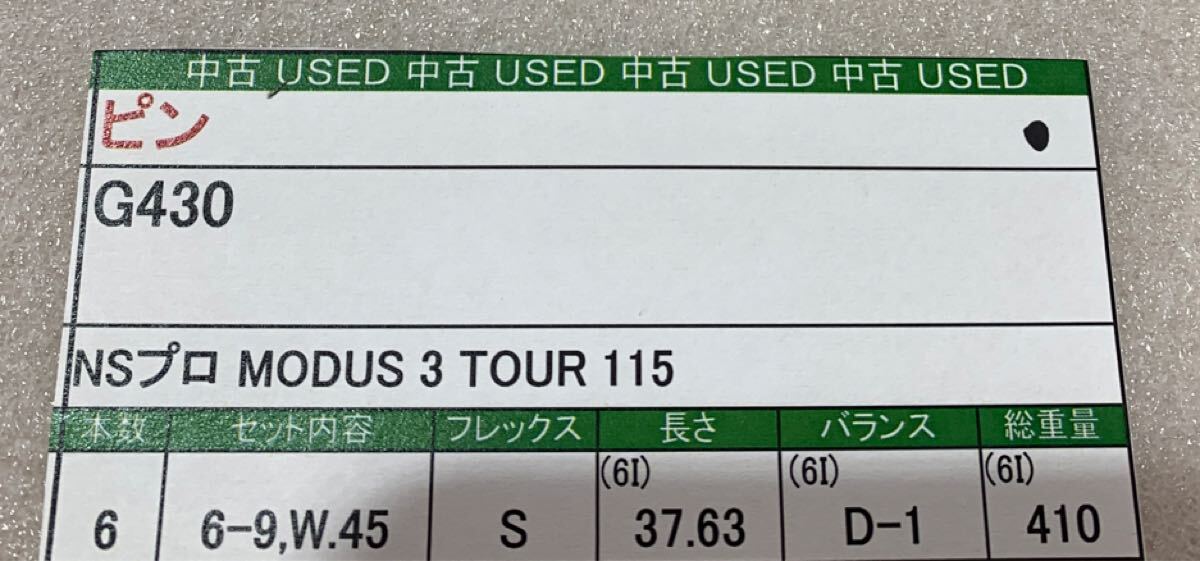 中古 USED 中古 USED 中古 USED 中古 USED
ピン
G430
NSプロ MODUS 3 TOUR 115
本数 セット内容 フレックス 長さ バランス 総重量
(6I) (6I) (6I)
6 6-9,W.45 S 37.63 D-1 410